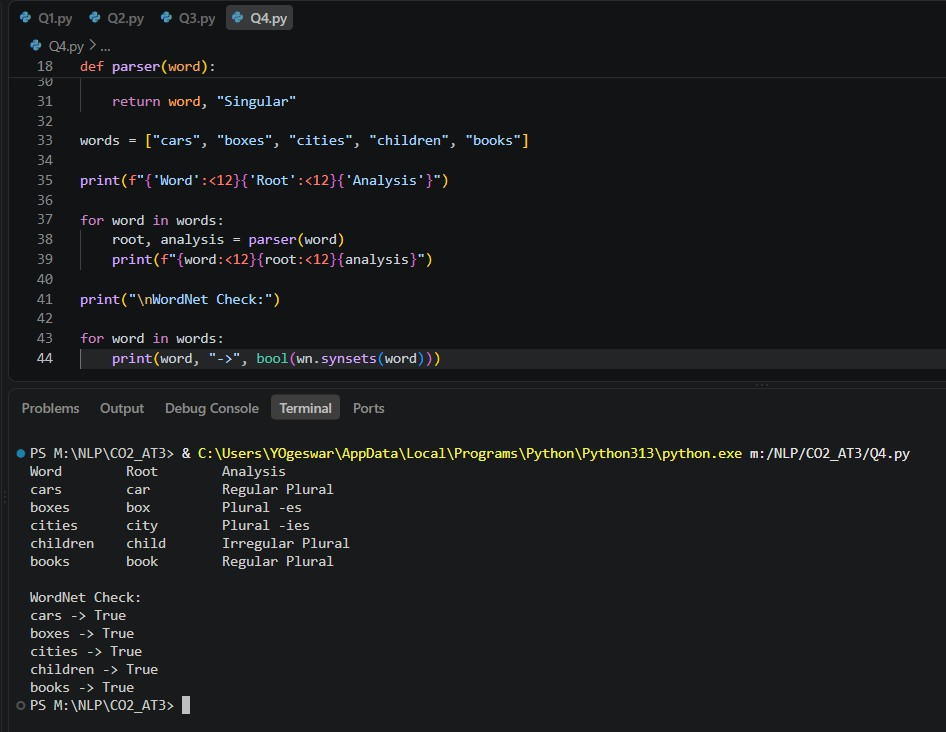 Q1.py Q2.py Q3.py Q4.py
Q4.py > ...
18 def parser(word):
30
31 return word, "Singular"
32
33 words = ["cars", "boxes", "cities", "children", "books"]
34
35 print(f"{'Word':<12}{'Root':<12}{'Analysis'}")
36
37 for word in words:
38 root, analysis = parser(word)
39 print(f"{word:<12}{root:<12}{analysis}")
40
41 print("\nWordNet Check:")
42
43 for word in words:
44 print(word, "->", bool(wn.synsets(word)))
Problems Output Debug Console Terminal Ports
PS M:\NLP\CO2_AT3> & C:\Users\YOgeswar\AppData\Local\Programs\Python\Python313\python.exe m:/NLP/CO2_AT3/Q4.py
Word Root Analysis
cars car Regular Plural
boxes box Plural -es
cities city Plural -ies
children child Irregular Plural
books book Regular Plural
WordNet Check:
cars -> True
boxes -> True
cities -> True
children -> True
books -> True
PS M:\NLP\CO2_AT3>